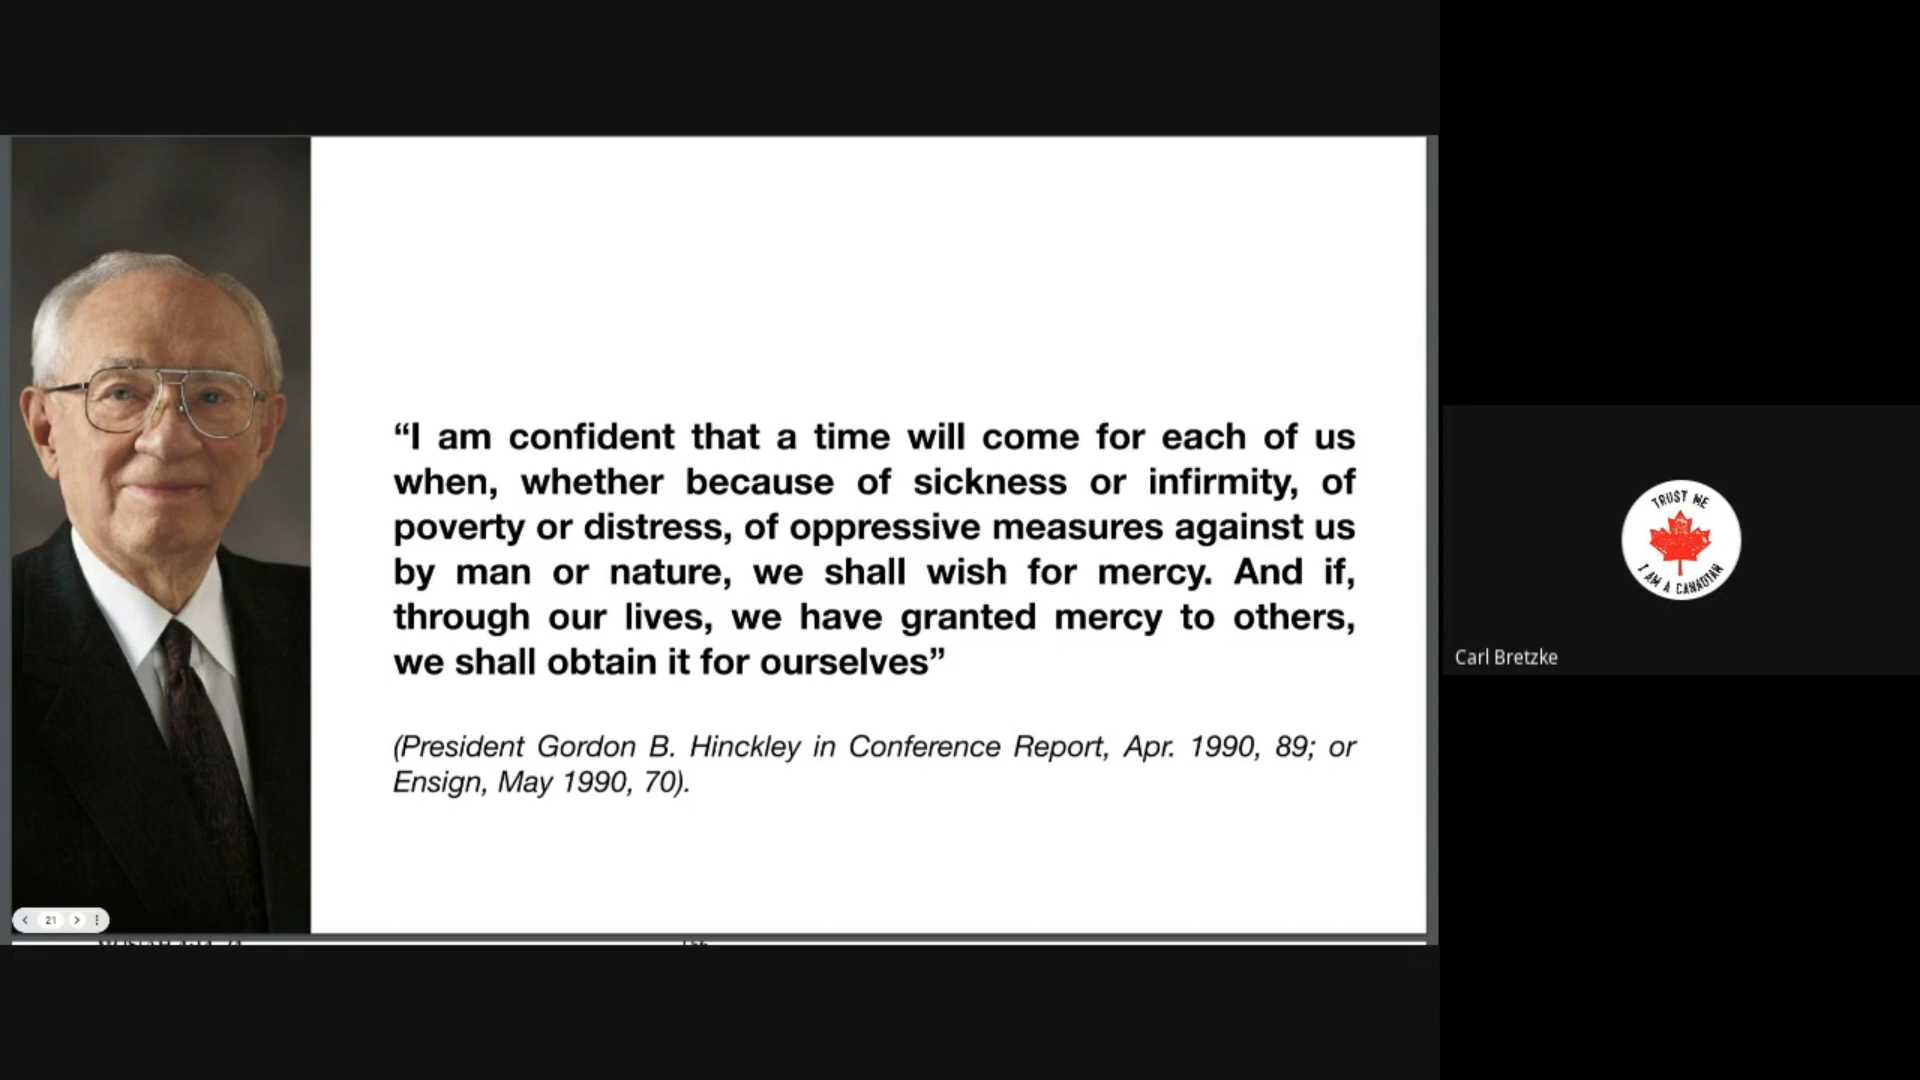 “I am confident that a time will come for each of us
when, whether because of sickness or infirmity, of
poverty or distress, of oppressive measures against us
by man or nature, we shall wish for mercy. And if,
through our lives, we have granted mercy to others,
we shall obtain it for ourselves”
(President Gordon B. Hinckley in Conference Report, Apr. 1990, 89; or
Ensign, May 1990, 70).
21
TRUST ME
I AM A CANADIAN
Carl Bretzke